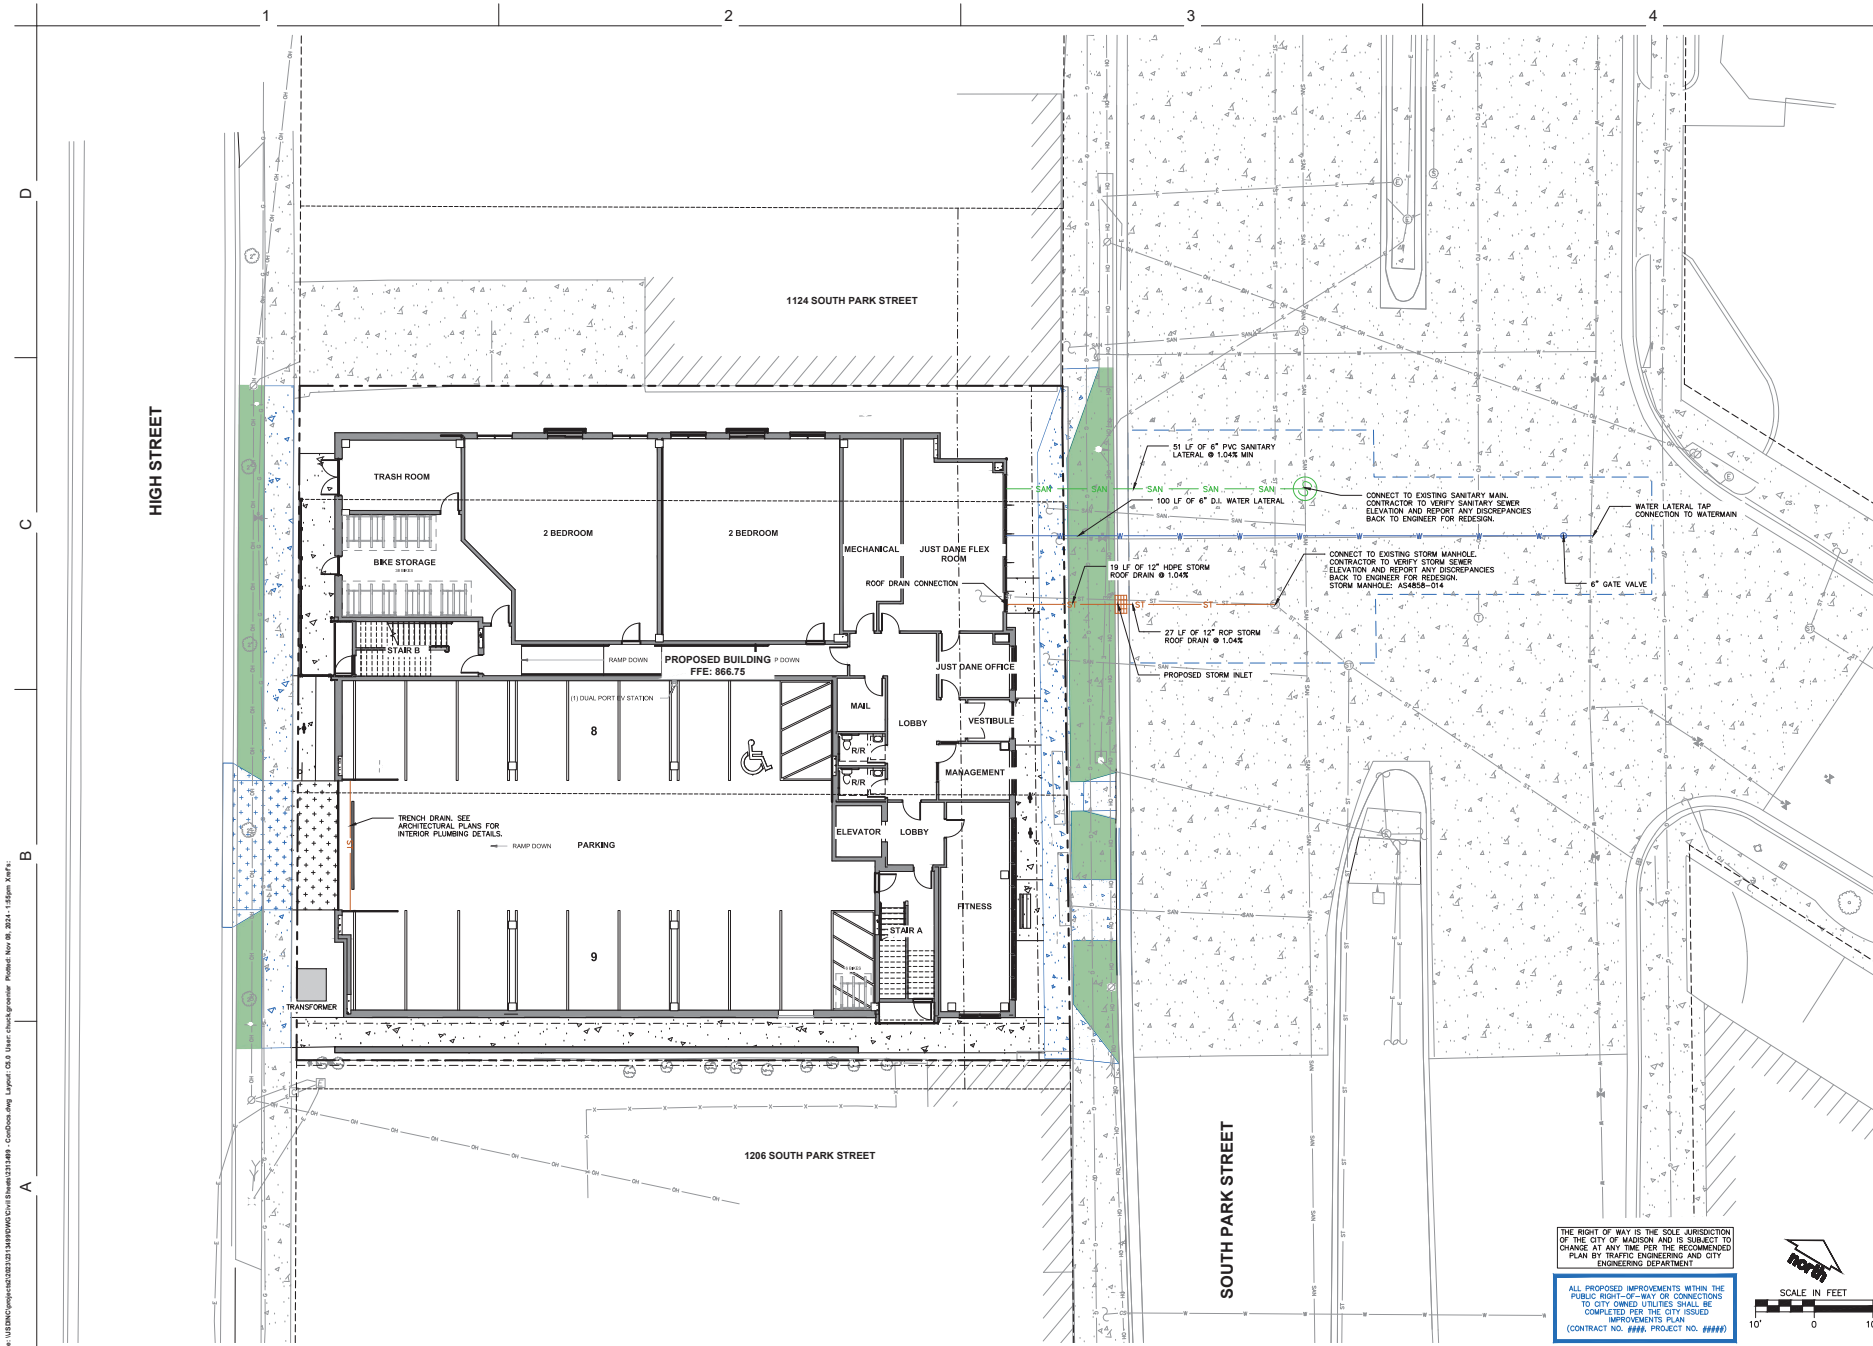 1
2
3
4
D
C
B
A
HIGH STREET
1124 SOUTH PARK STREET
TRASH ROOM
2 BEDROOM
2 BEDROOM
BIKE STORAGE
MECHANICAL
JUST DANE FLEX
ROOM
ROOF DRAIN CONNECTION
STAIR B
RAMP DOWN
PROPOSED BUILDING
FFE: 866.75
P DOWN
JUST DANE OFFICE
(1) DUAL PORT EV STATION
MAIL
LOBBY
VESTIBULE
8
R/R
R/R
MANAGEMENT
TRENCH DRAIN. SEE
ARCHITECTURAL PLANS FOR
INTERIOR PLUMBING DETAILS.
RAMP DOWN
PARKING
ELEVATOR
LOBBY
FITNESS
STAIR A
9
TRANSFORMER
51 LF OF 6" PVC SANITARY
LATERAL @ 1.04% MIN
SAN
SAN
SAN
SAN
SAN
100 LF OF 6" D.I. WATER LATERAL
CONNECT TO EXISTING SANITARY MAIN.
CONTRACTOR TO VERIFY SANITARY SEWER
ELEVATION AND REPORT ANY DISCREPANCIES
BACK TO ENGINEER FOR REDESIGN.
WATER LATERAL TAP
CONNECTION TO WATERMAIN
CONNECT TO EXISTING STORM MANHOLE.
CONTRACTOR TO VERIFY STORM SEWER
ELEVATION AND REPORT ANY DISCREPANCIES
BACK TO ENGINEER FOR REDESIGN.
STORM MANHOLE: AS4858-014
6" GATE VALVE
19 LF OF 12" HDPE STORM
ROOF DRAIN @ 1.04%
ST
ST
ST
27 LF OF 12" RCP STORM
ROOF DRAIN @ 1.04%
PROPOSED STORM INLET
1206 SOUTH PARK STREET
SOUTH PARK STREET
THE RIGHT OF WAY IS THE SOLE JURISDICTION
OF THE CITY OF MADISON AND IS SUBJECT TO
CHANGE AT ANY TIME PER THE RECOMMENDED
PLAN BY TRAFFIC ENGINEERING AND CITY
ENGINEERING DEPARTMENT
ALL PROPOSED IMPROVEMENTS WITHIN THE
PUBLIC RIGHT-OF-WAY OR CONNECTIONS
TO CITY OWNED UTILITIES SHALL BE
COMPLETED PER THE CITY ISSUED
IMPROVEMENTS PLAN
(CONTRACT NO. ####, PROJECT NO. #####)
north
SCALE IN FEET
10'
0
10